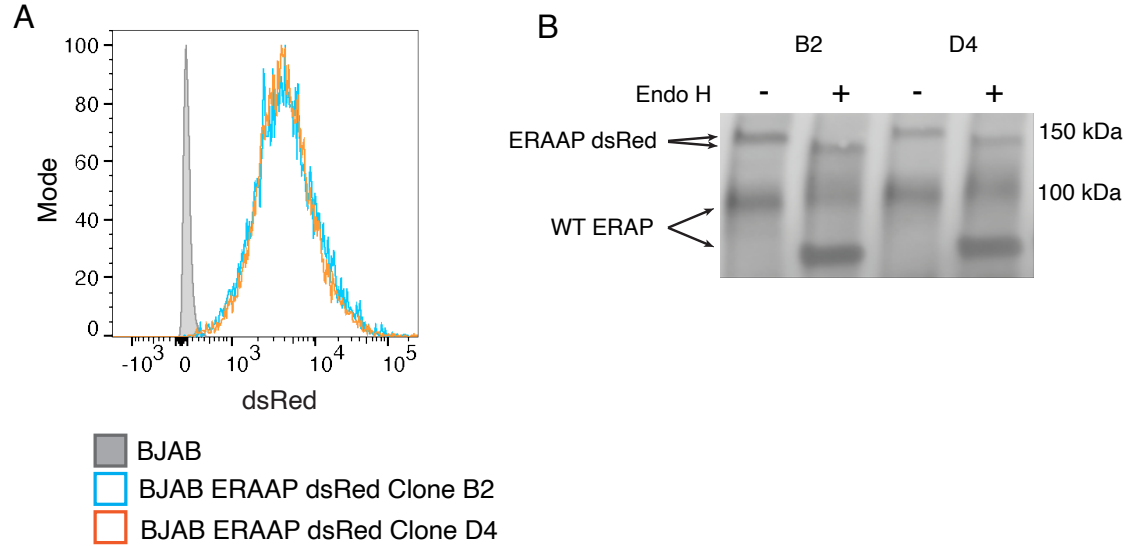 A
Mode
100
80
60
40
20
0
-10³ 0 10³ 10⁴ 10⁵
dsRed
BJAB
BJAB ERAAP dsRed Clone B2
BJAB ERAAP dsRed Clone D4
B
B2 D4
Endo H - + - +
ERAAP dsRed
WT ERAP
150 kDa
100 kDa